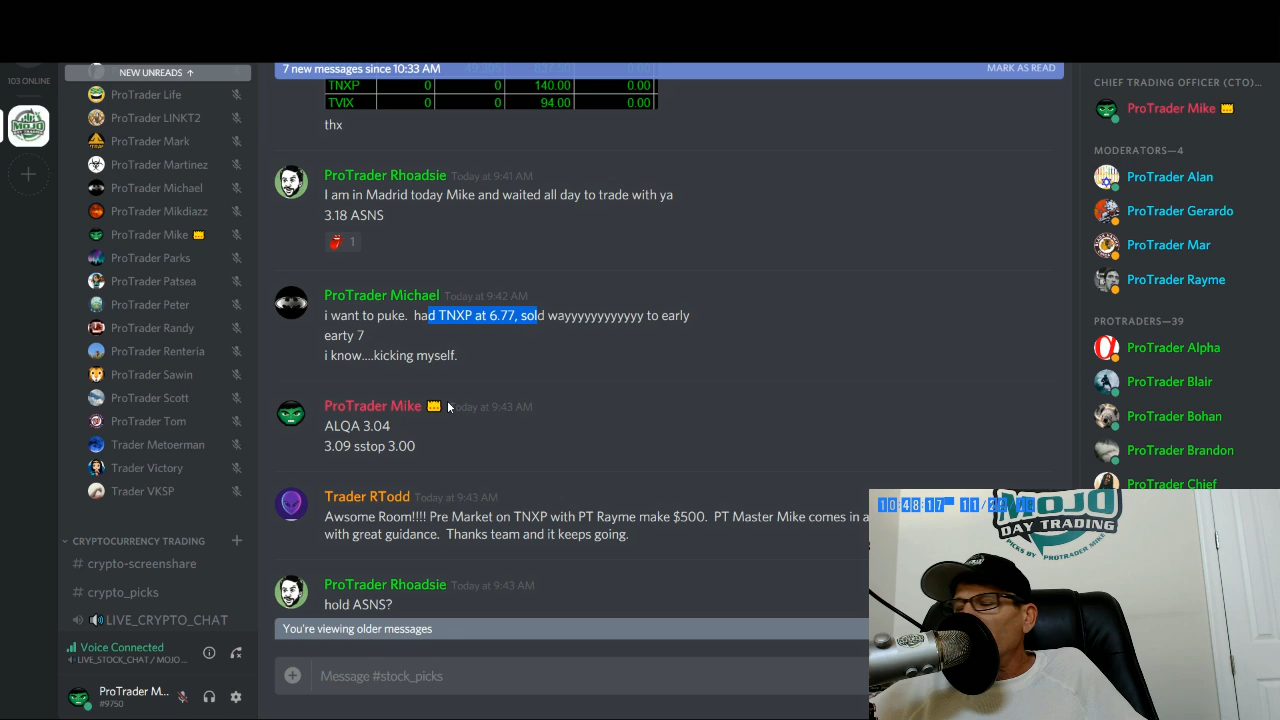 103 ONLINE
MOJO
NEW UNREADS ↑
ProTrader Life
ProTrader LINKT2
ProTrader Mark
ProTrader Martinez
ProTrader Michael
ProTrader Mikdiazz
ProTrader Mike
ProTrader Parks
ProTrader Patsea
ProTrader Peter
ProTrader Randy
ProTrader Renteria
ProTrader Sawin
ProTrader Scott
ProTrader Tom
Trader Metoerman
Trader Victory
Trader VKSP
CRYPTOCURRENCY TRADING
# crypto-screenshare
# crypto_picks
LIVE_CRYPTO_CHAT
Voice Connected
LIVE_STOCK_CHAT / MOJO ...
ProTrader M...
#9750
7 new messages since 10:33 AM
MARK AS READ
TNXP 0 0 140.00 0.00
TVIX 0 0 94.00 0.00
thx
ProTrader Rhoadsie Today at 9:41 AM
I am in Madrid today Mike and waited all day to trade with ya
3.18 ASNS
1
ProTrader Michael Today at 9:42 AM
i want to puke. had TNXP at 6.77, sold wayyyyyyyyyyyy to early
earty 7
i know....kicking myself.
ProTrader Mike Today at 9:43 AM
ALQA 3.04
3.09 sstop 3.00
Trader RTodd Today at 9:43 AM
Awsome Room!!!! Pre Market on TNXP with PT Rayme make $500. PT Master Mike comes in a
with great guidance. Thanks team and it keeps going.
ProTrader Rhoadsie Today at 9:43 AM
hold ASNS?
You're viewing older messages
Message #stock_picks
CHIEF TRADING OFFICER (CTO)...
ProTrader Mike
MODERATORS—4
ProTrader Alan
ProTrader Gerardo
ProTrader Mar
ProTrader Rayme
PROTRADERS—39
ProTrader Alpha
ProTrader Blair
ProTrader Bohan
ProTrader Brandon
ProTrader Chief
10:48:17
MOJO
DAY TRADING
PICKS BY PROTRADER MIKE